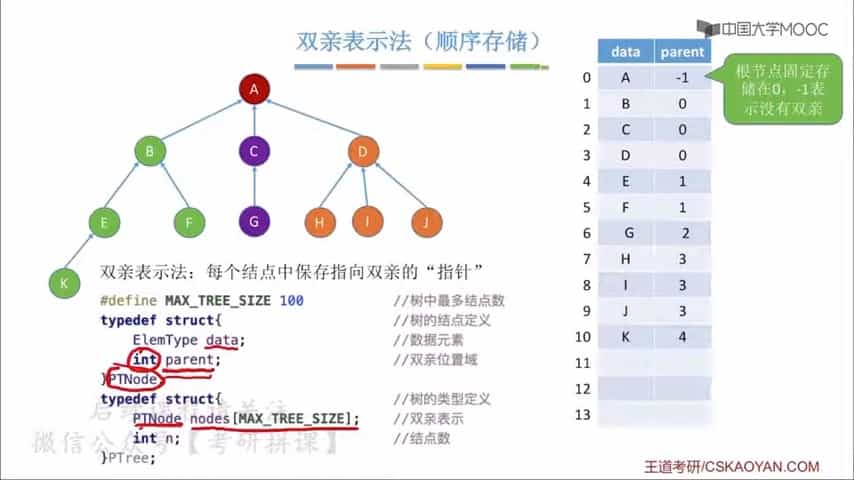 中国大学MOOC
双亲表示法（顺序存储）
data parent
0 A -1
1 B 0
2 C 0
3 D 0
4 E 1
5 F 1
6 G 2
7 H 3
8 I 3
9 J 3
10 K 4
11
12
13
根节点固定存
储在0，-1表
示没有双亲
A
B C D
E F G H I J
K
双亲表示法：每个结点中保存指向双亲的“指针”
#define MAX_TREE_SIZE 100 //树中最多结点数
typedef struct{ //树的结点定义
ElemType data; //数据元素
int parent; //双亲位置域
}PTNode
typedef struct{ //树的类型定义
PTNode nodes[MAX_TREE_SIZE]; //双亲表示
int n; //结点数
}PTree;
微信公众号【考研拼课】
王道考研/CSKAOYAN.COM